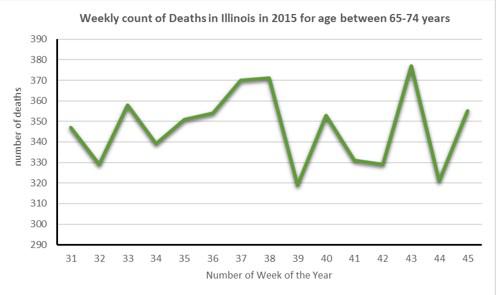 Weekly count of Deaths in Illinois in 2015 for age between 65-74 years
390
380
370
360
350
340
330
320
310
300
290
number of deaths
31 32 33 34 35 36 37 38 39 40 41 42 43 44 45
Number of Week of the Year